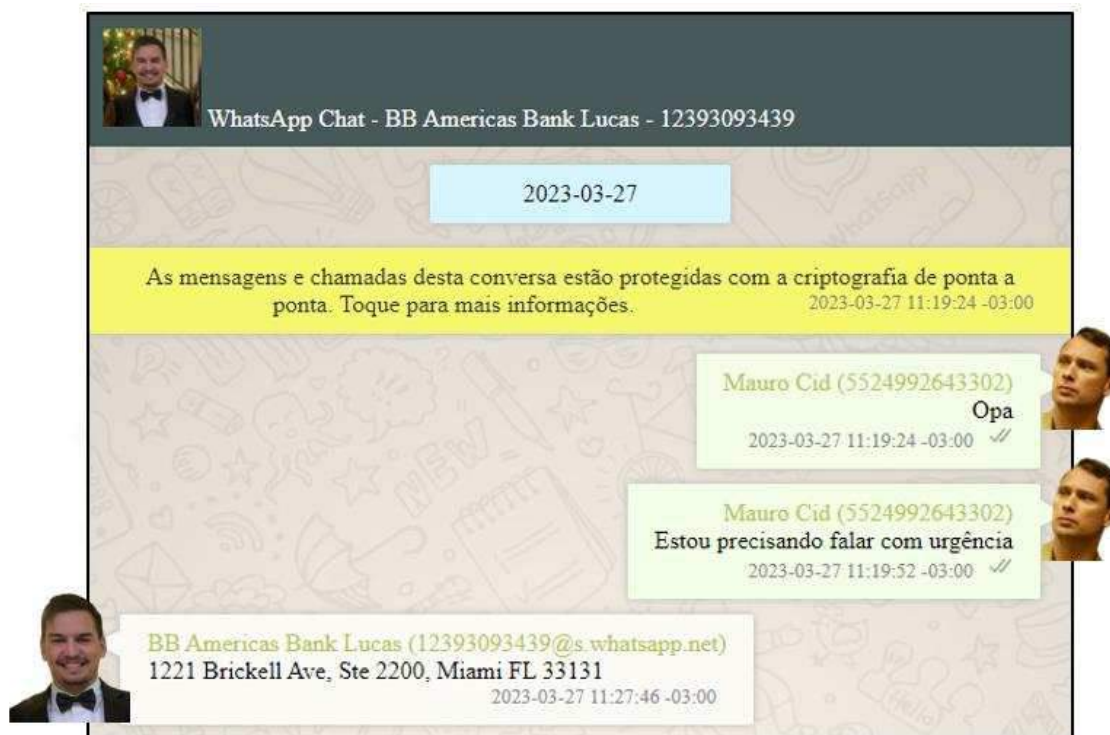 WhatsApp Chat - BB Americas Bank Lucas - 12393093439
2023-03-27
As mensagens e chamadas desta conversa estão protegidas com a criptografia de ponta a
ponta. Toque para mais informações.
2023-03-27 11:19:24 -03:00
Mauro Cid (5524992643302)
Opa
2023-03-27 11:19:24 -03:00
Mauro Cid (5524992643302)
Estou precisando falar com urgência
2023-03-27 11:19:52 -03:00
BB Americas Bank Lucas (12393093439@s.whatsapp.net)
1221 Brickell Ave, Ste 2200, Miami FL 33131
2023-03-27 11:27:46 -03:00